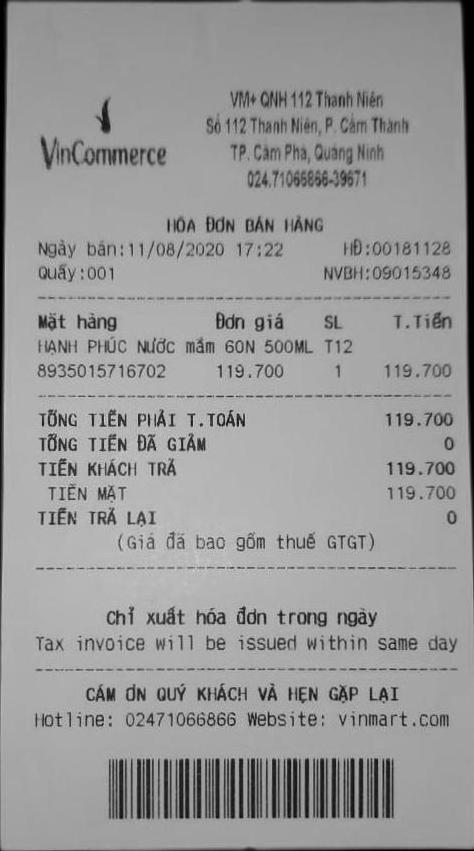 VM+ QNH 112 Thanh Niên
Số 112 Thanh Niên, P. Cẩm Thành
TP. Cẩm Phả, Quảng Ninh
024.71066866-39671
VinCommerce
HÓA ĐƠN BÁN HÀNG
Ngày bán:11/08/2020 17:22 HĐ:00181128
Quầy:001 NVBH:09015348
Mặt hàng Đơn giá SL T.Tiền
HẠNH PHÚC Nước mắm 60N 500ML T12
8935015716702 119.700 1 119.700
TỔNG TIỀN PHẢI T.TOÁN 119.700
TỔNG TIỀN ĐÃ GIẢM 0
TIỀN KHÁCH TRẢ 119.700
TIỀN MẶT 119.700
TIỀN TRẢ LẠI 0
(Giá đã bao gồm thuế GTGT)
Chỉ xuất hóa đơn trong ngày
Tax invoice will be issued within same day
CẢM ƠN QUÝ KHÁCH VÀ HẸN GẶP LẠI
Hotline: 02471066866 Website: vinmart.com